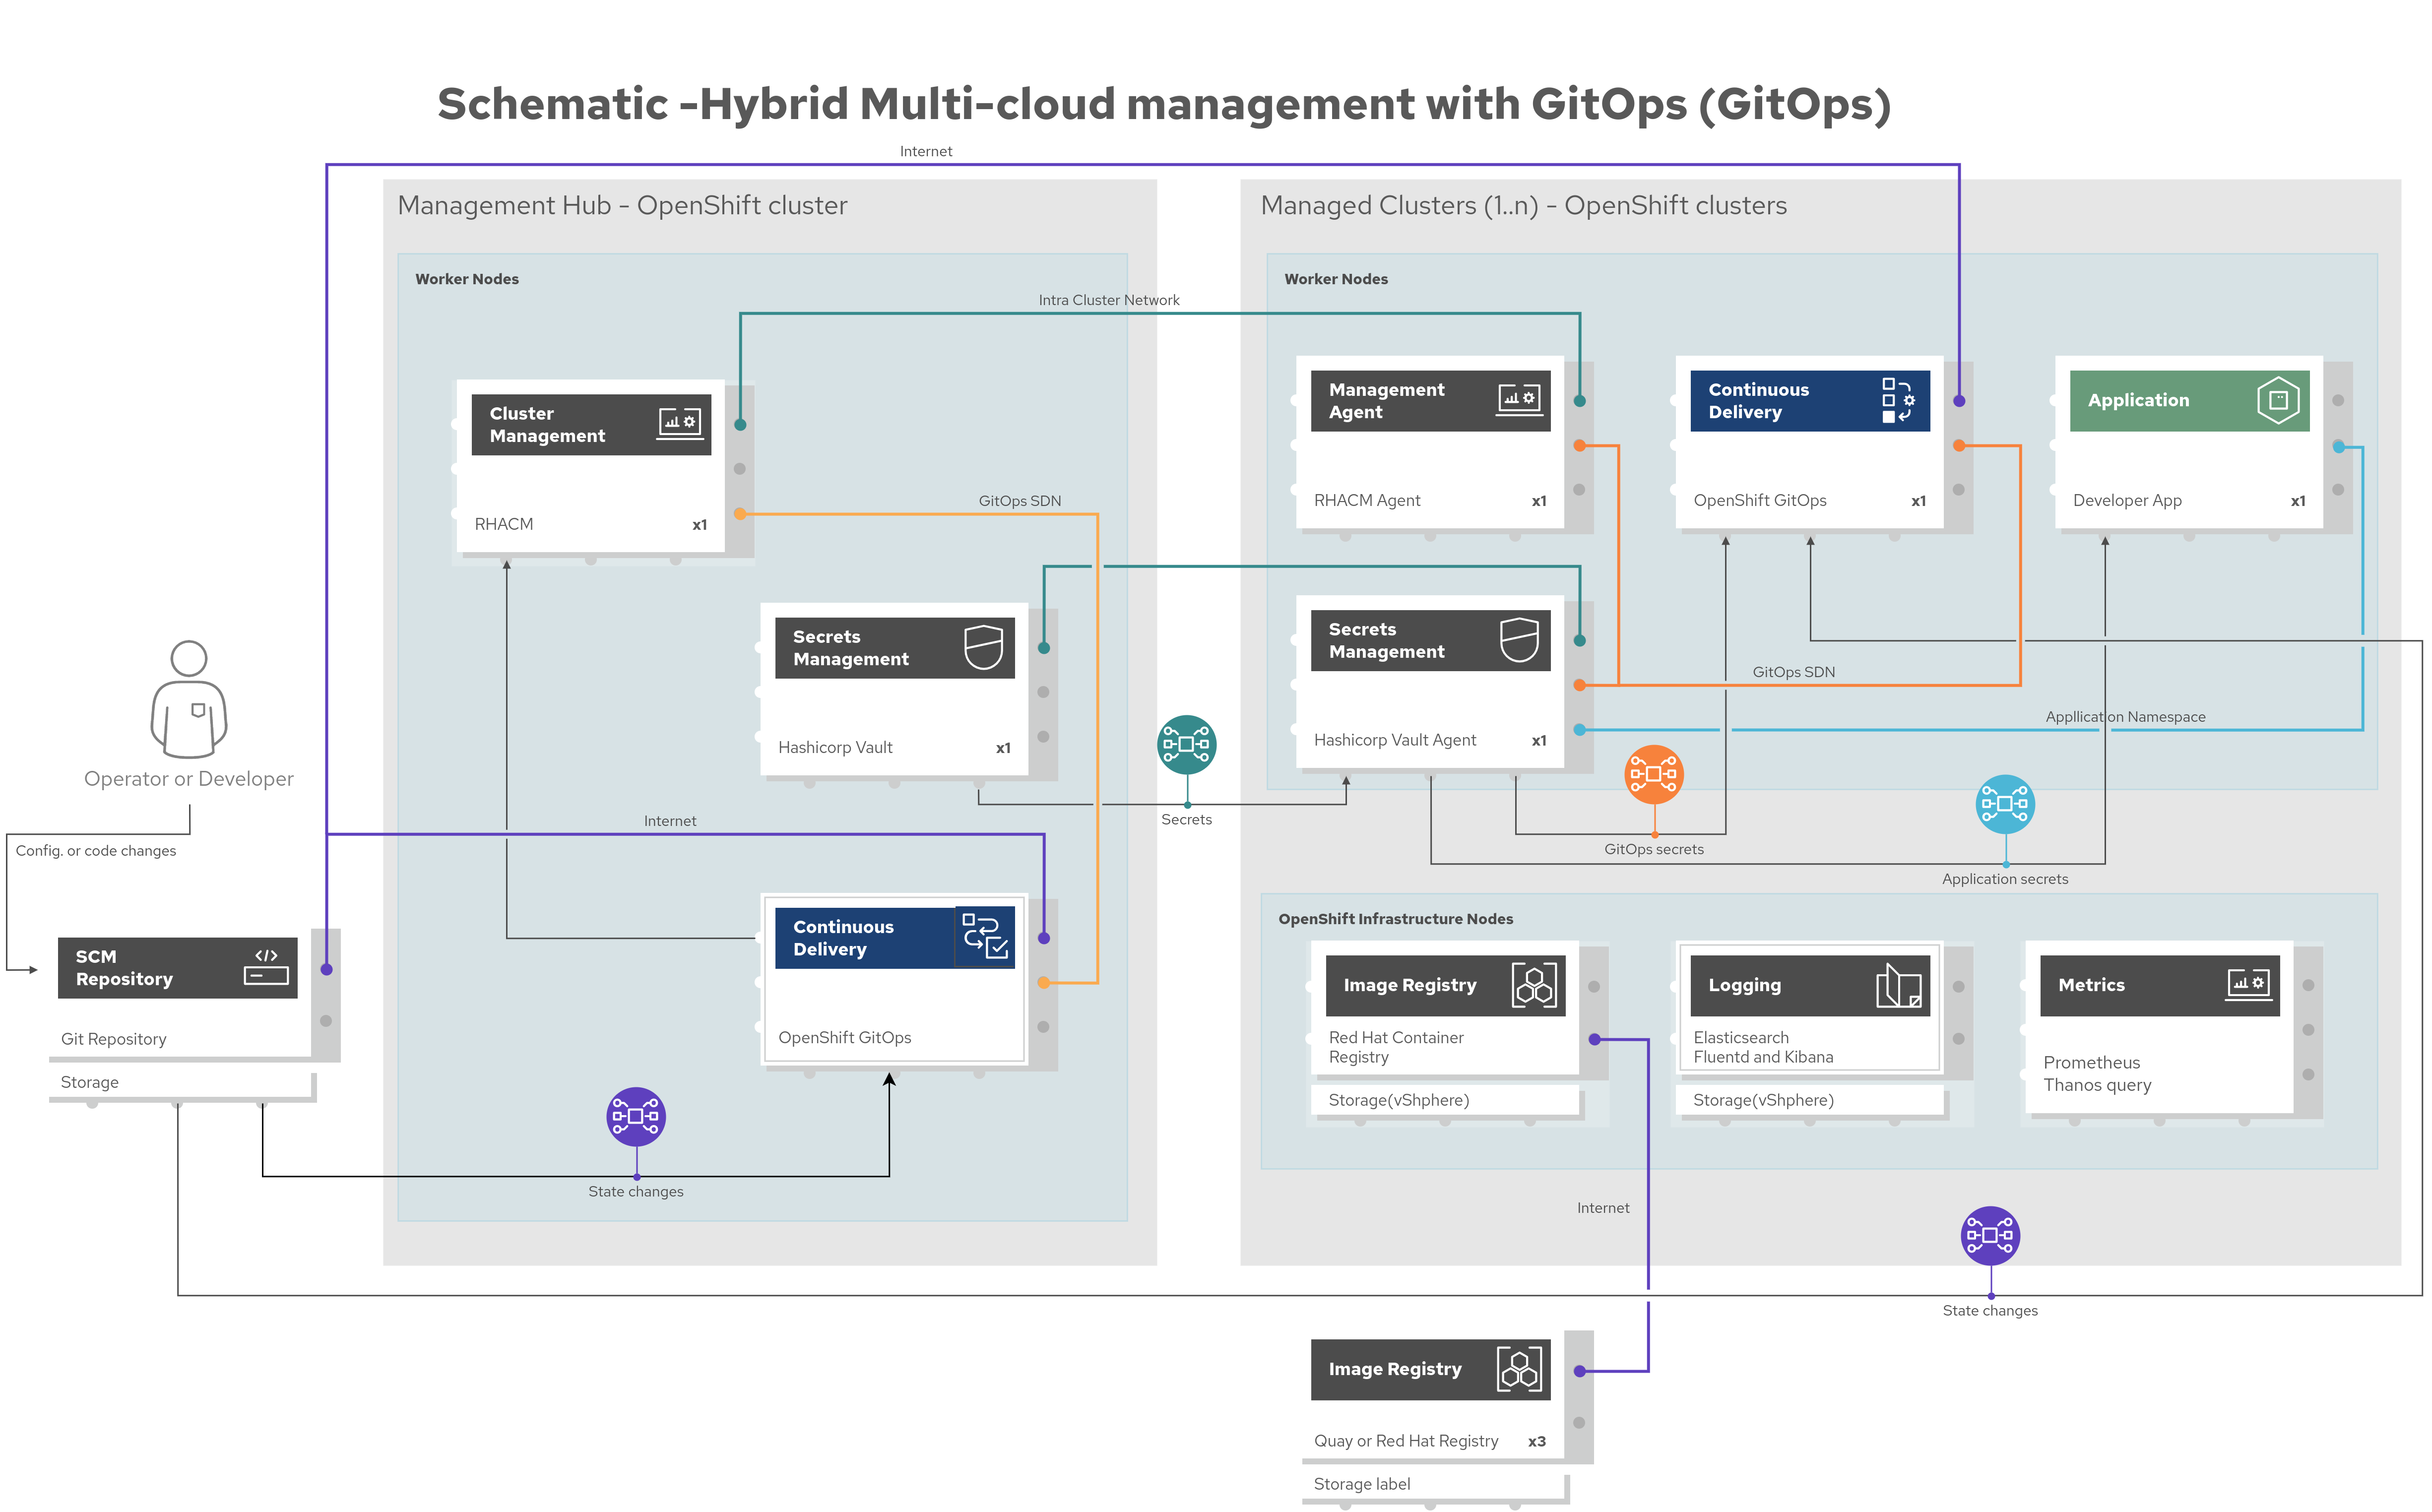 Schematic -Hybrid Multi-cloud management with GitOps (GitOps)
Internet
Management Hub - OpenShift cluster
Worker Nodes
Intra Cluster Network
Cluster
Management
RHACM
x1
GitOps SDN
Secrets
Management
Hashicorp Vault
x1
Secrets
Internet
Continuous
Delivery
OpenShift GitOps
State changes
Operator or Developer
Config. or code changes
SCM
Repository
Git Repository
Storage
Managed Clusters (1..n) - OpenShift clusters
Worker Nodes
Management
Agent
RHACM Agent
x1
Continuous
Delivery
OpenShift GitOps
x1
Application
Developer App
x1
Secrets
Management
Hashicorp Vault Agent
x1
GitOps SDN
Appllication Namespace
GitOps secrets
Application secrets
OpenShift Infrastructure Nodes
Image Registry
Red Hat Container
Registry
Storage(vShphere)
Logging
Elasticsearch
Fluentd and Kibana
Storage(vShphere)
Metrics
Prometheus
Thanos query
Internet
State changes
Image Registry
Quay or Red Hat Registry
x3
Storage label